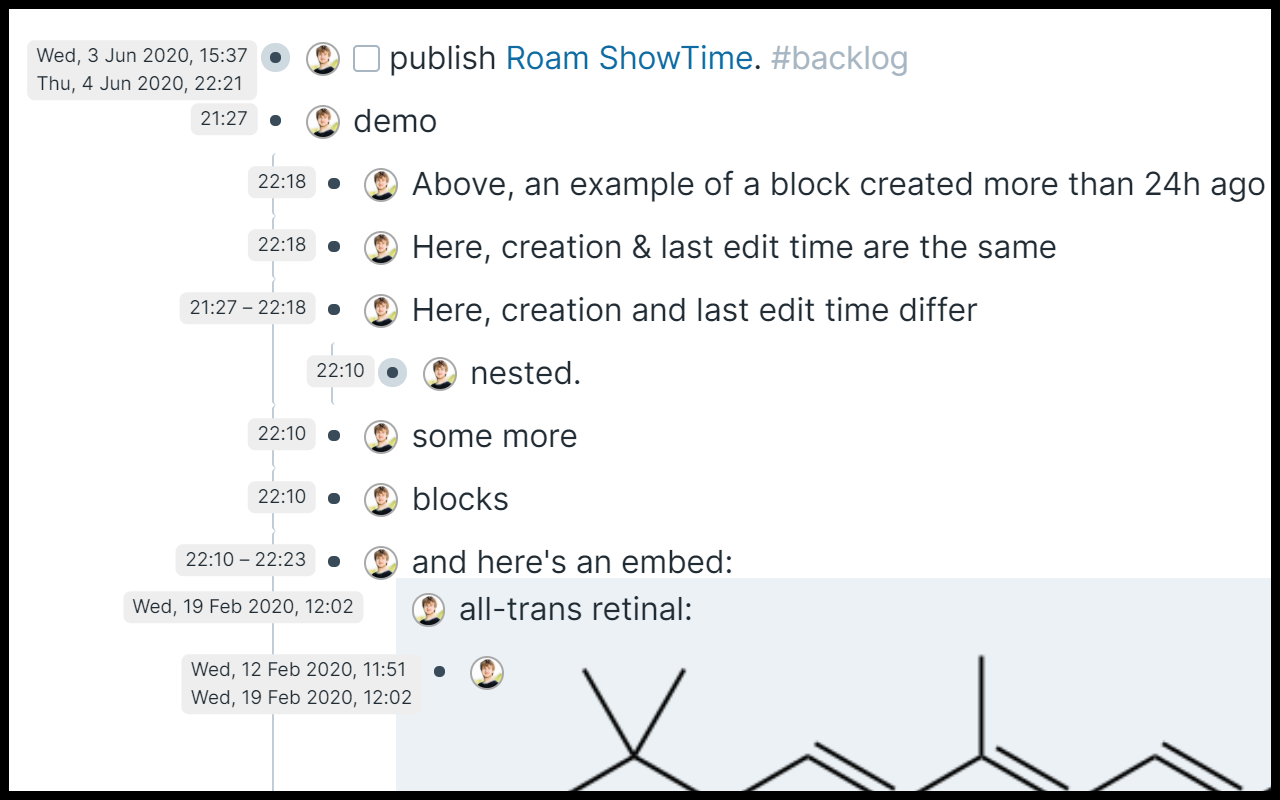 Wed, 3 Jun 2020, 15:37
Thu, 4 Jun 2020, 22:21
publish Roam ShowTime. #backlog
21:27 demo
22:18 Above, an example of a block created more than 24h ago
22:18 Here, creation & last edit time are the same
21:27 – 22:18 Here, creation and last edit time differ
22:10 nested.
22:10 some more
22:10 blocks
22:10 – 22:23 and here's an embed:
Wed, 19 Feb 2020, 12:02 all-trans retinal:
Wed, 12 Feb 2020, 11:51
Wed, 19 Feb 2020, 12:02